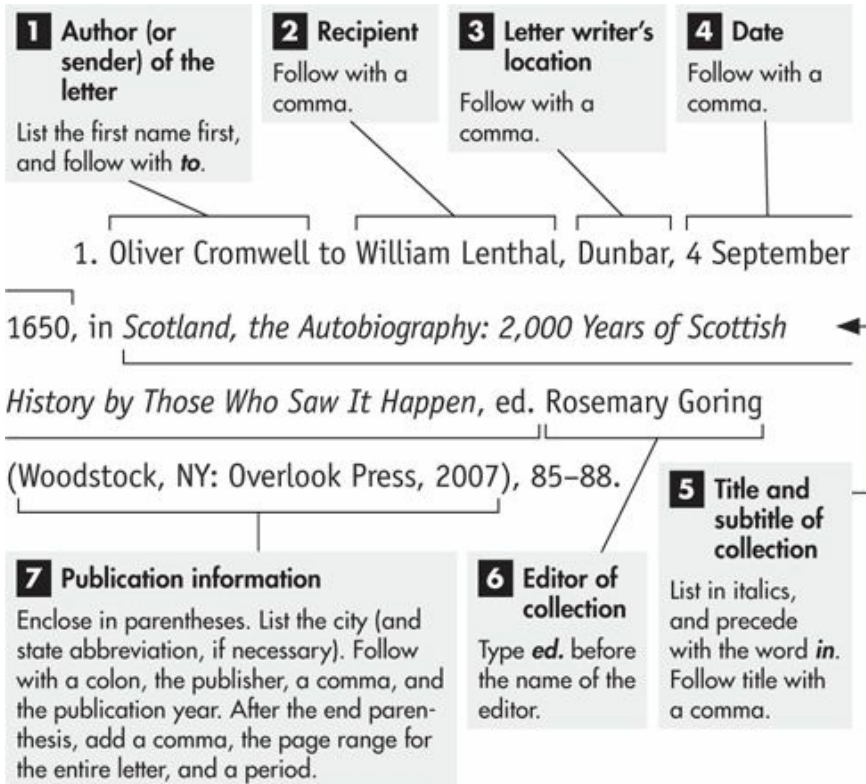 1 Author (or
sender) of the
letter
List the first name first,
and follow with to.
2 Recipient
Follow with a
comma.
3 Letter writer's
location
Follow with a
comma.
4 Date
Follow with a
comma.
1. Oliver Cromwell to William Lenthal, Dunbar, 4 September
1650, in Scotland, the Autobiography: 2,000 Years of Scottish
History by Those Who Saw It Happen, ed. Rosemary Goring
(Woodstock, NY: Overlook Press, 2007), 85–88.
5 Title and
subtitle of
collection
List in italics,
and precede
with the word in.
Follow title with
a comma.
6 Editor of
collection
Type ed. before
the name of the
editor.
7 Publication information
Enclose in parentheses. List the city (and
state abbreviation, if necessary). Follow
with a colon, the publisher, a comma, and
the publication year. After the end paren-
thesis, add a comma, the page range for
the entire letter, and a period.